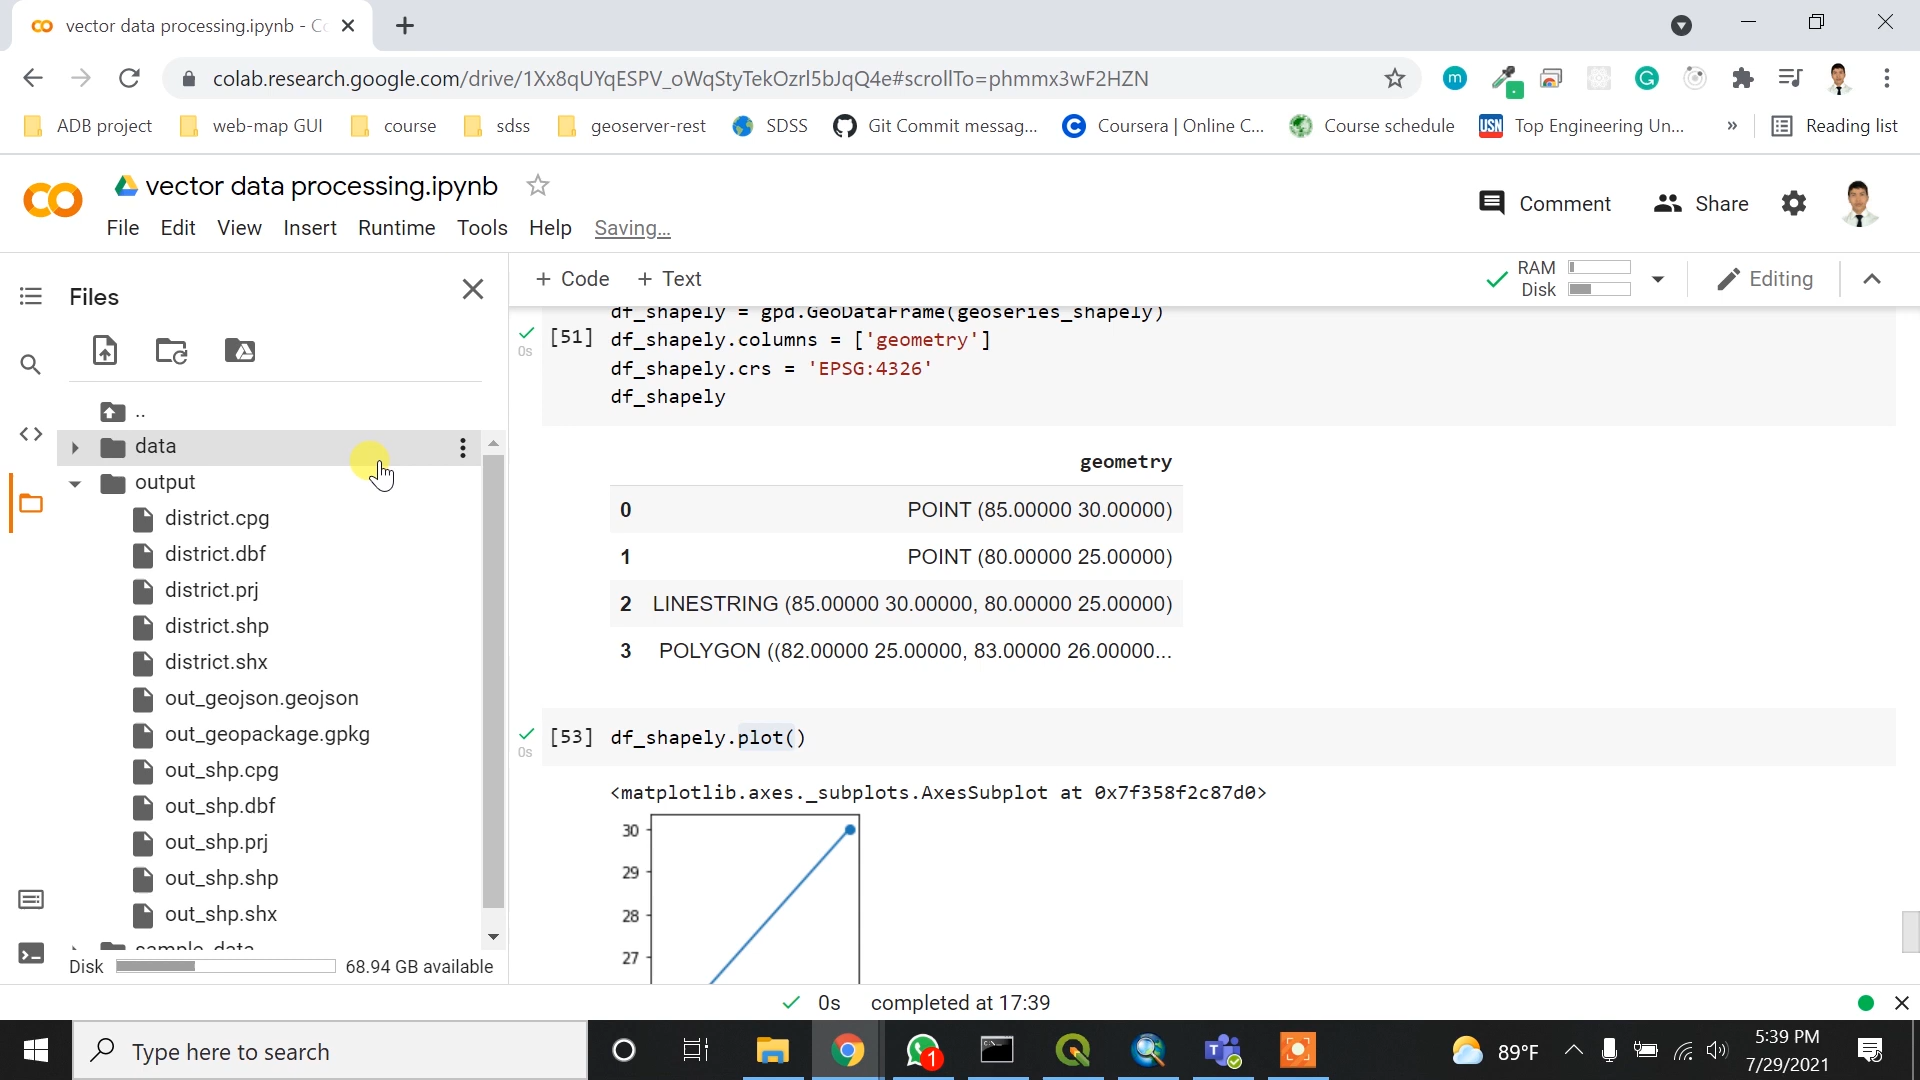 vector data processing.ipynb - Co
colab.research.google.com/drive/1Xx8qUYqESPV_oWqStyTekOzrl5bJqQ4e#scrollTo=phmmx3wF2HZN
m
ADB project
web-map GUI
course
sdss
geoserver-rest
SDSS
Git Commit messag...
Coursera | Online C...
Course schedule
USN
Top Engineering Un...
»
Reading list
vector data processing.ipynb
File Edit View Insert Runtime Tools Help Saving...
Comment
Share
Files
+ Code + Text
RAM
Disk
Editing
..
data
output
district.cpg
district.dbf
district.prj
district.shp
district.shx
out_geojson.geojson
out_geopackage.gpkg
out_shp.cpg
out_shp.dbf
out_shp.prj
out_shp.shp
out_shp.shx
sample_data
Disk 68.94 GB available
df_shapely = gpd.GeoDataFrame(geoseries_shapely)
[51] df_shapely.columns = ['geometry']
0s
df_shapely.crs = 'EPSG:4326'
df_shapely
geometry
0 POINT (85.00000 30.00000)
1 POINT (80.00000 25.00000)
2 LINESTRING (85.00000 30.00000, 80.00000 25.00000)
3 POLYGON ((82.00000 25.00000, 83.00000 26.00000...
[53] df_shapely.plot()
0s
<matplotlib.axes._subplots.AxesSubplot at 0x7f358f2c87d0>
30
29
28
27
0s completed at 17:39
Type here to search
1
89°F
5:39 PM
7/29/2021